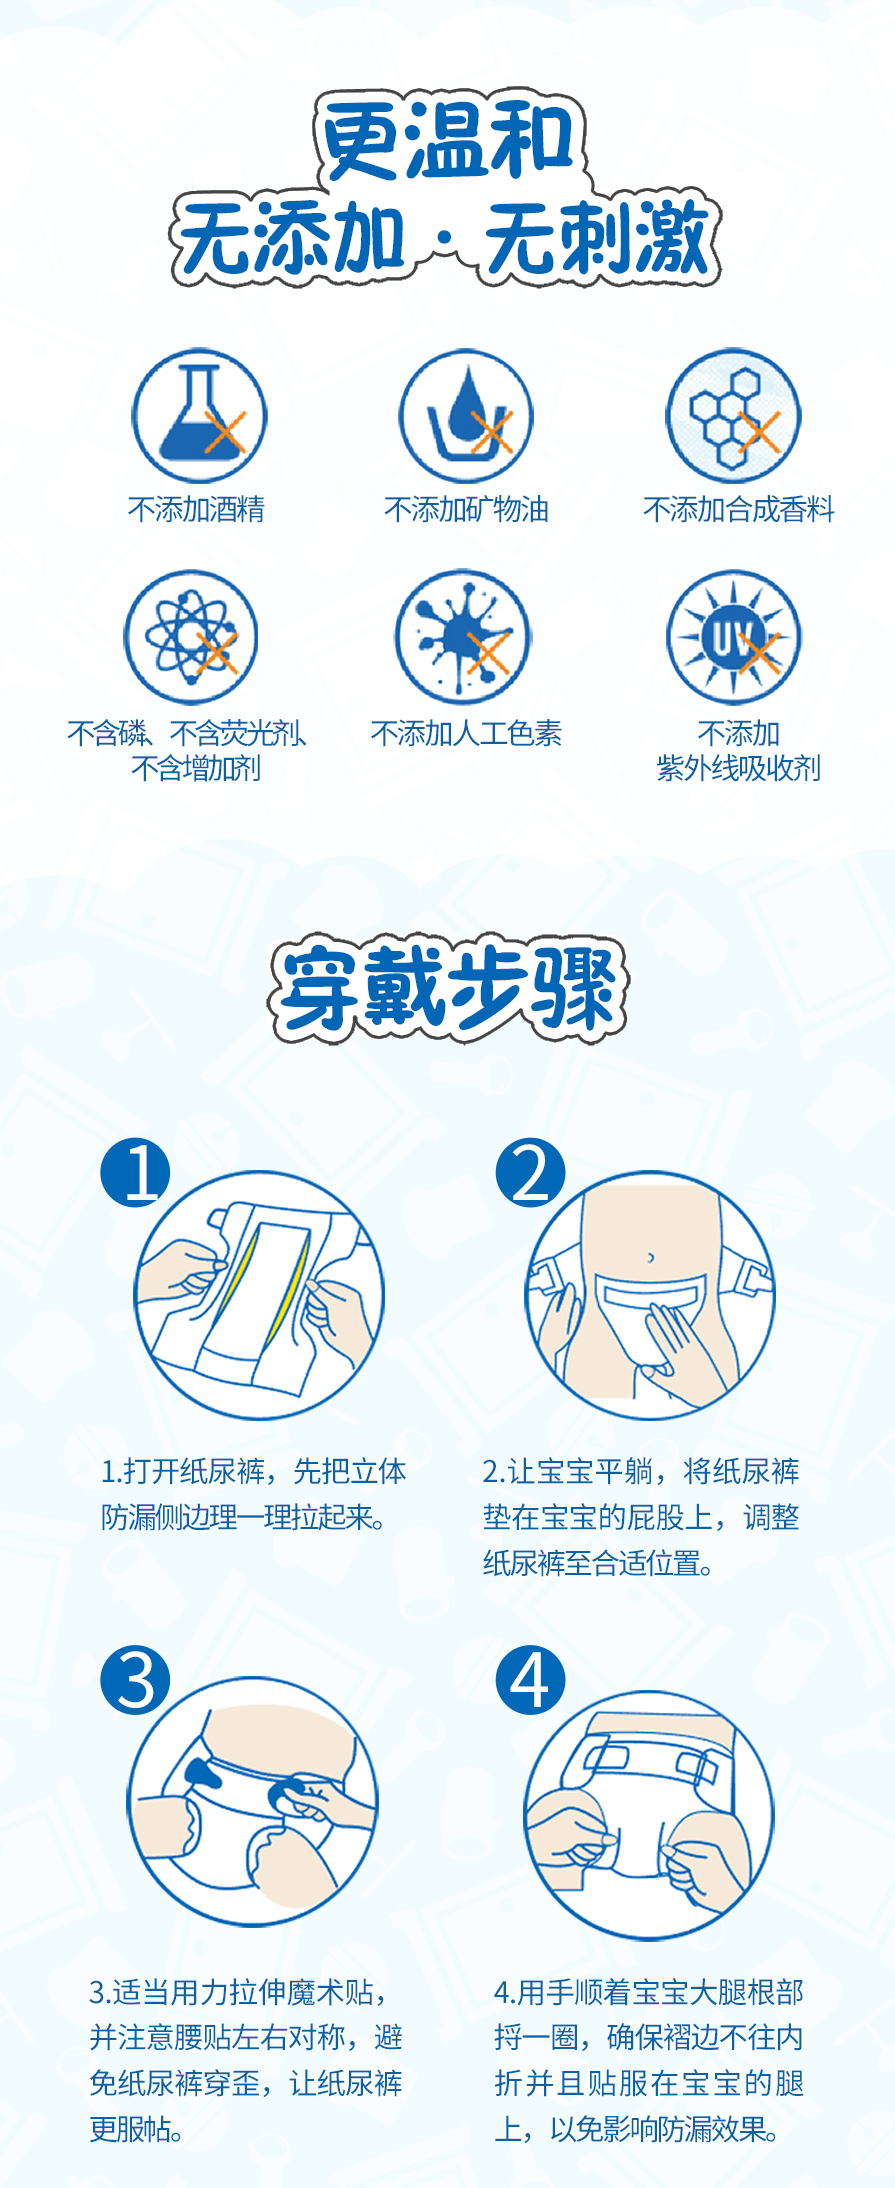 更温和
无添加·无刺激
不添加酒精
不添加矿物油
不添加合成香料
不含磷、不含荧光剂、
不含增加剂
不添加人工色素
UV
不添加
紫外线吸收剂
穿戴步骤
1
1.打开纸尿裤，先把立体
防漏侧边理一理拉起来。
2
2.让宝宝平躺，将纸尿裤
垫在宝宝的屁股上，调整
纸尿裤至合适位置。
3
3.适当用力拉伸魔术贴，
并注意腰贴左右对称，避
免纸尿裤穿歪，让纸尿裤
更服帖。
4
4.用手顺着宝宝大腿根部
捋一圈，确保褶边不往内
折并且贴服在宝宝的腿
上，以免影响防漏效果。